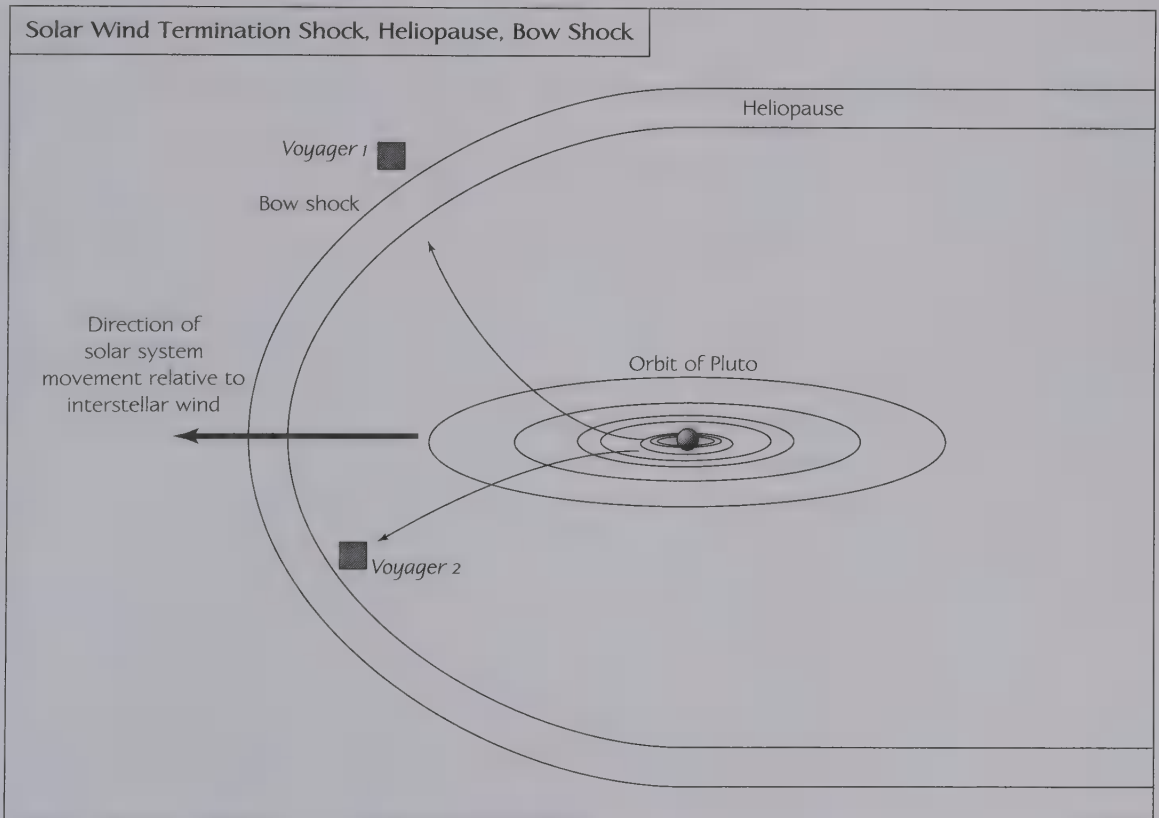 Solar Wind Termination Shock, Heliopause, Bow Shock
Heliopause
Voyager 1
Bow shock
Direction of
solar system
movement relative to
interstellar wind
Orbit of Pluto
Voyager 2